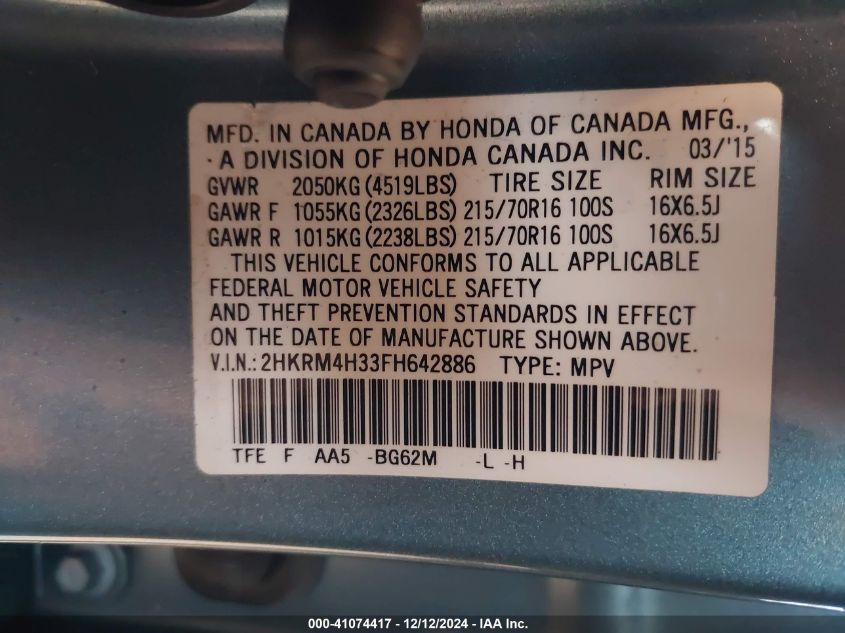 MFD. IN CANADA BY HONDA OF CANADA MFG.,
A DIVISION OF HONDA CANADA INC. 03/'15
GVWR 2050KG (4519LBS) TIRE SIZE RIM SIZE
GAWR F 1055KG (2326LBS) 215/70R16 100S 16X6.5J
GAWR R 1015KG (2238LBS) 215/70R16 100S 16X6.5J
THIS VEHICLE CONFORMS TO ALL APPLICABLE
FEDERAL MOTOR VEHICLE SAFETY
AND THEFT PREVENTION STANDARDS IN EFFECT
ON THE DATE OF MANUFACTURE SHOWN ABOVE.
V.I.N.: 2HKRM4H33FH642886 TYPE: MPV
TFE F AA5 -BG62M -L -H
000-41074417 - 12/12/2024 - IAA Inc.